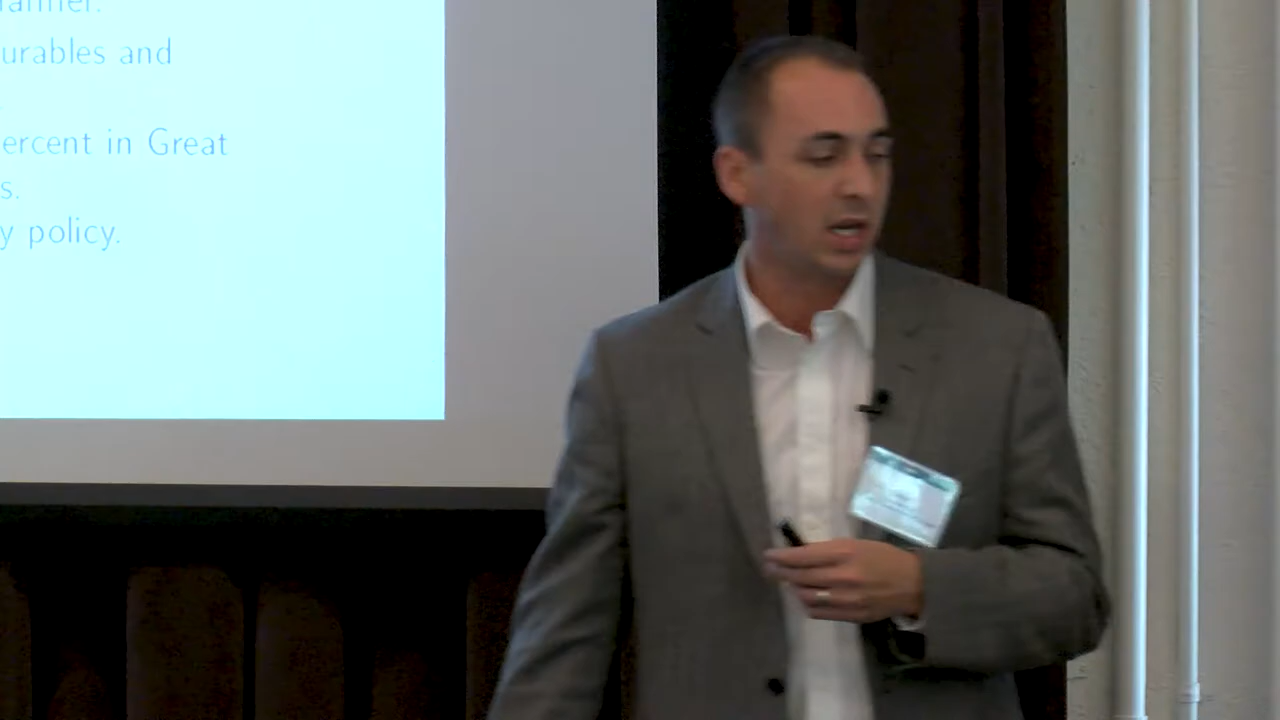 urables and
ercent in Great
s.
y policy.